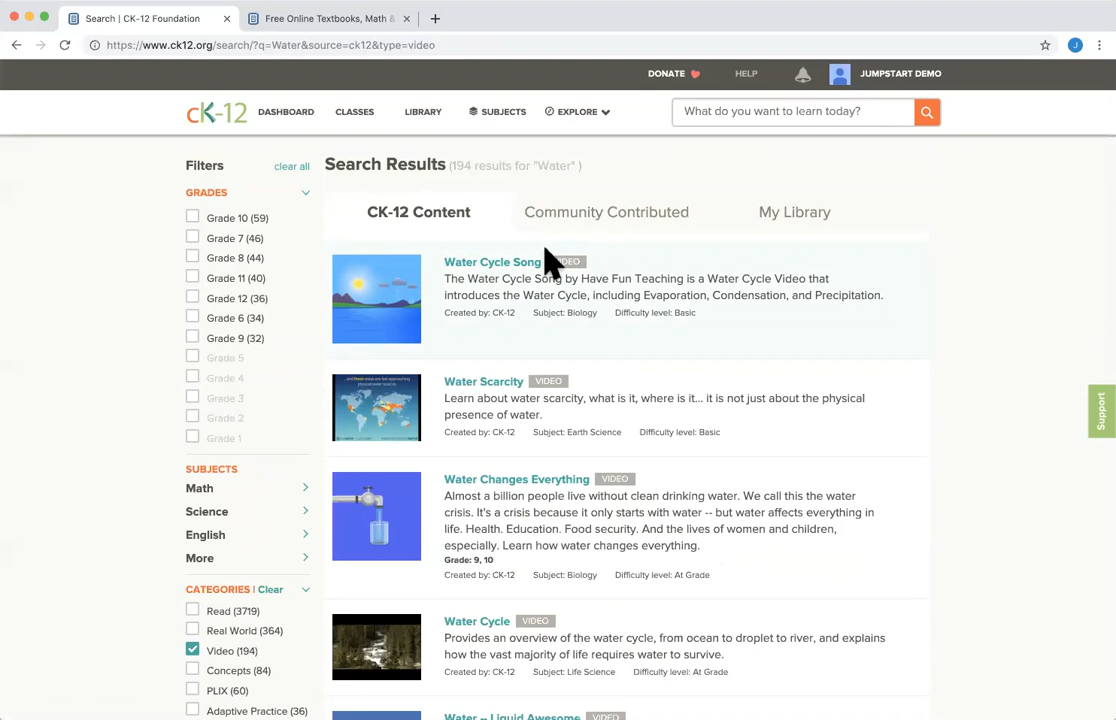 Search | CK-12 Foundation
Free Online Textbooks, Math &
https://www.ck12.org/search/?q=Water&source=ck12&type=video
J
DONATE HELP JUMPSTART DEMO
cK-12 DASHBOARD CLASSES LIBRARY SUBJECTS EXPLORE What do you want to learn today?
Filters clear all
GRADES
Grade 10 (59)
Grade 7 (46)
Grade 8 (44)
Grade 11 (40)
Grade 12 (36)
Grade 6 (34)
Grade 9 (32)
Grade 5
Grade 4
Grade 3
Grade 2
Grade 1
SUBJECTS
Math
Science
English
More
CATEGORIES | Clear
Read (3719)
Real World (364)
Video (194)
Concepts (84)
PLIX (60)
Adaptive Practice (36)
Search Results (194 results for "Water" )
CK-12 Content Community Contributed My Library
Water Cycle Song
The Water Cycle Song by Have Fun Teaching is a Water Cycle Video that
introduces the Water Cycle, including Evaporation, Condensation, and Precipitation.
Created by: CK-12 Subject: Biology Difficulty level: Basic
Water Scarcity VIDEO
Learn about water scarcity, what is it, where is it... it is not just about the physical
presence of water.
Created by: CK-12 Subject: Earth Science Difficulty level: Basic
Water Changes Everything VIDEO
Almost a billion people live without clean drinking water. We call this the water
crisis. It's a crisis because it only starts with water -- but water affects everything in
life. Health. Education. Food security. And the lives of women and children,
especially. Learn how water changes everything.
Grade: 9, 10
Created by: CK-12 Subject: Biology Difficulty level: At Grade
Water Cycle VIDEO
Provides an overview of the water cycle, from ocean to droplet to river, and explains
how the vast majority of life requires water to survive.
Created by: CK-12 Subject: Life Science Difficulty level: At Grade
Water -- Liquid Awesome VIDEO
Support